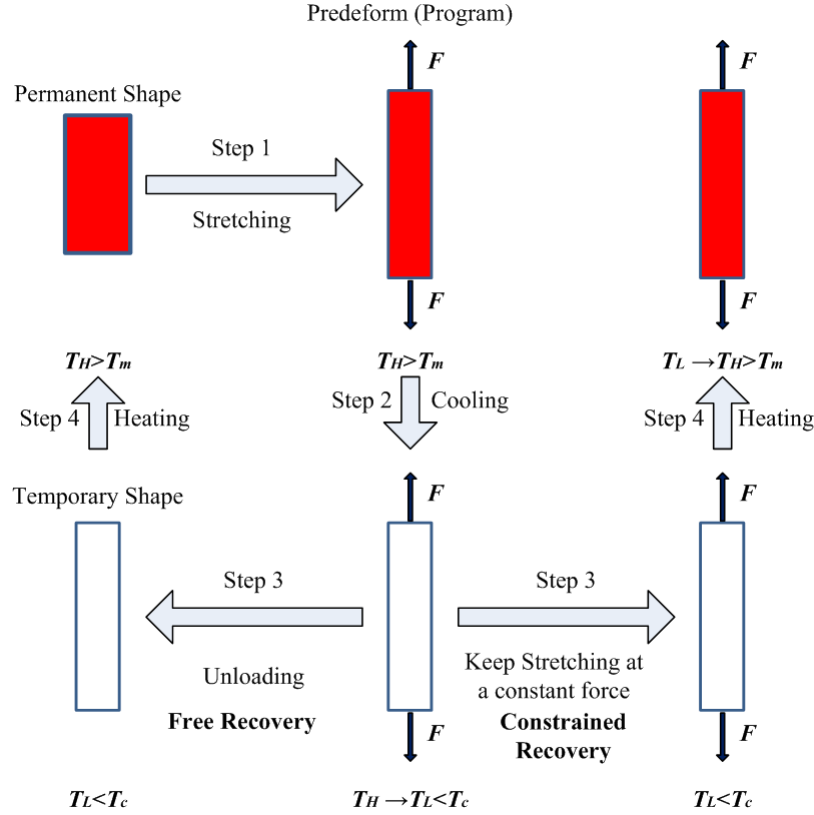 Predeform (Program)
F
F
Permanent Shape
Step 1
Stretching
F
F
TH>Tm
TH>Tm
TL →TH>Tm
Step 4
Heating
Step 2
Cooling
Step 4
Heating
Temporary Shape
F
F
Step 3
Step 3
Unloading
Keep Stretching at
a constant force
Free Recovery
Constrained
Recovery
F
F
TL<Tc
TH →TL<Tc
TL<Tc